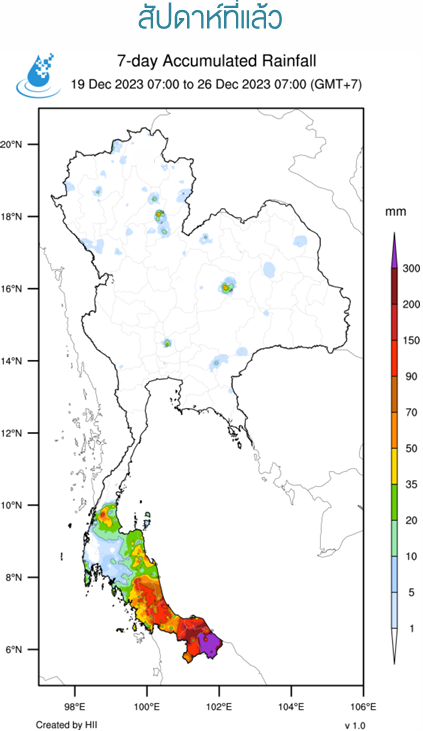 สัปดาห์ที่แล้ว
7-day Accumulated Rainfall
19 Dec 2023 07:00 to 26 Dec 2023 07:00 (GMT+7)
20°N
18°N
16°N
14°N
12°N
10°N
8°N
6°N
98°E
100°E
102°E
104°E
106°E
mm
300
200
150
90
70
50
35
20
10
5
1
Created by HII
v 1.0